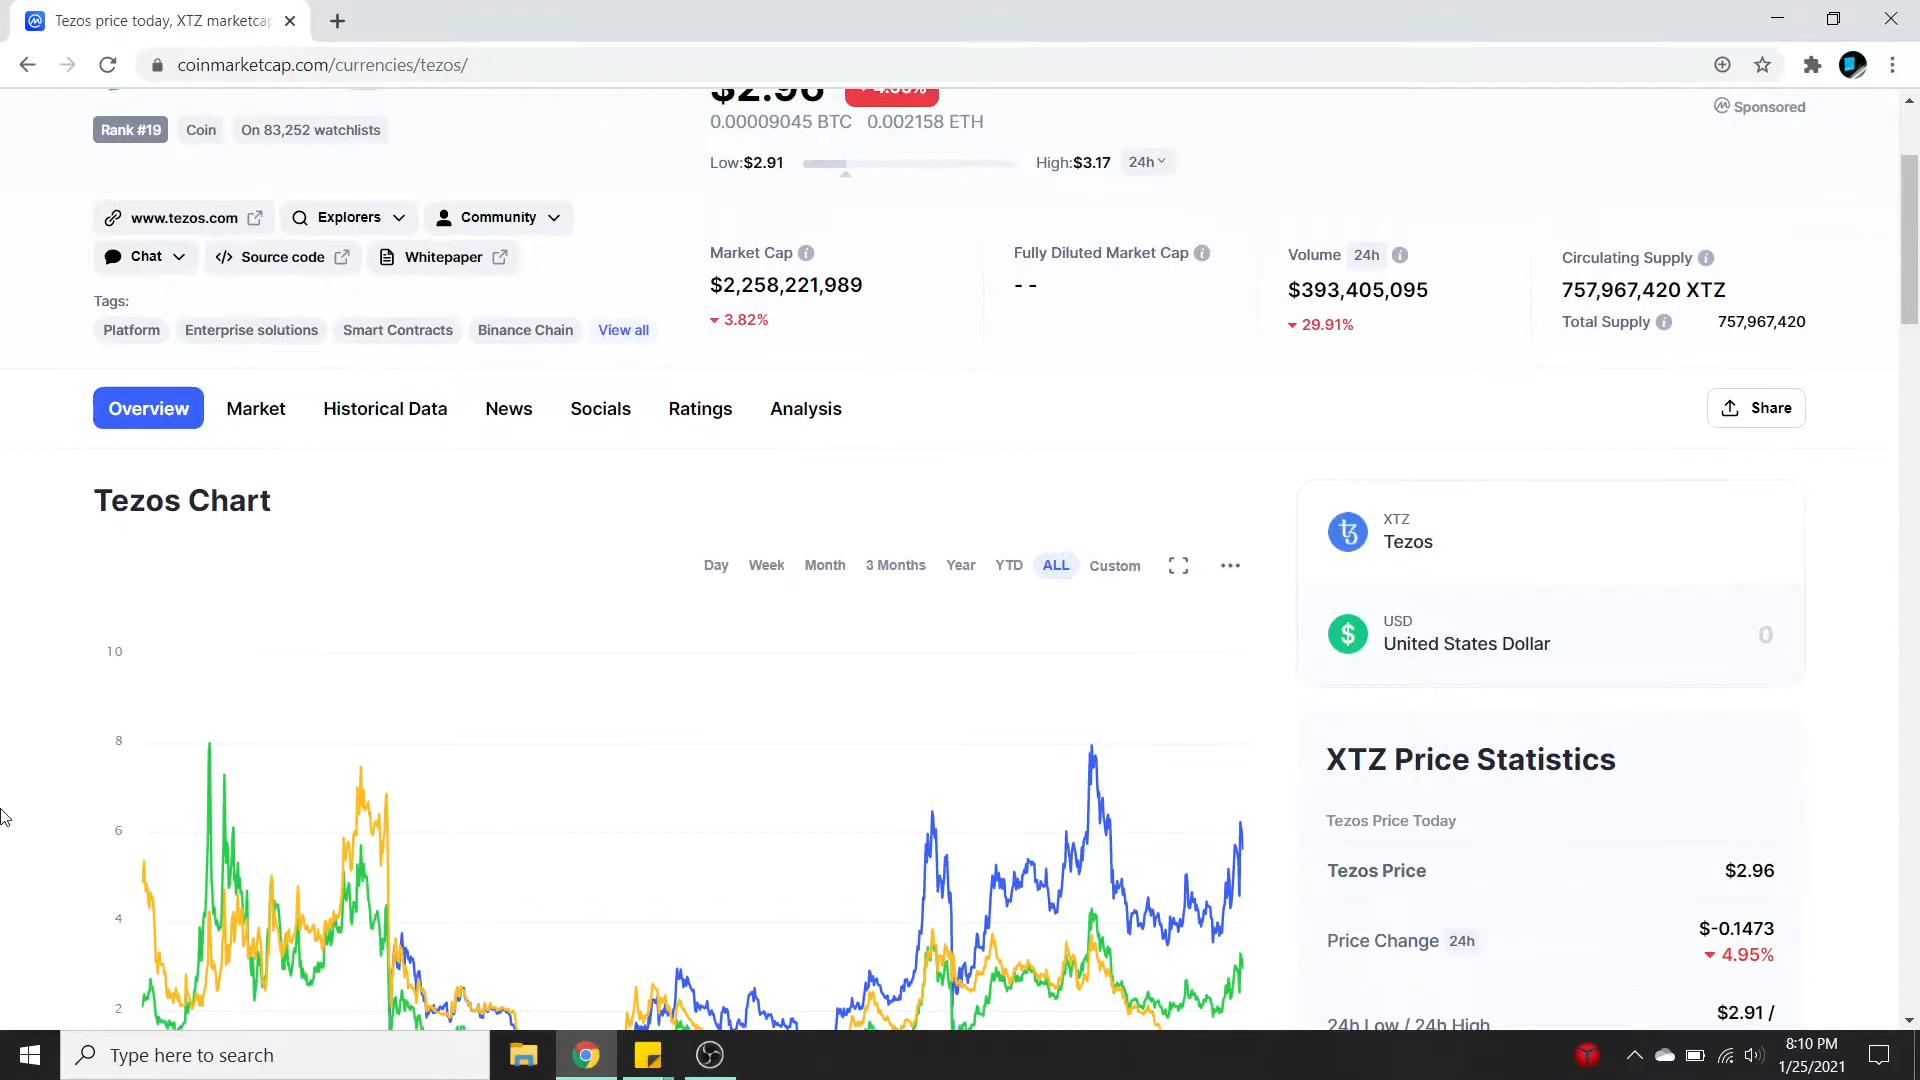 Tezos price today, XTZ marketca
coinmarketcap.com/currencies/tezos/
$2.96
Sponsored
Rank #19 Coin On 83,252 watchlists
0.00009045 BTC 0.002158 ETH
Low:$2.91 High:$3.17 24h
www.tezos.com Explorers Community
Chat Source code Whitepaper
Tags:
Platform Enterprise solutions Smart Contracts Binance Chain View all
Market Cap
$2,258,221,989
3.82%
Fully Diluted Market Cap
- -
Volume 24h
$393,405,095
29.91%
Circulating Supply
757,967,420 XTZ
Total Supply 757,967,420
Overview Market Historical Data News Socials Ratings Analysis
Share
Tezos Chart
Day Week Month 3 Months Year YTD ALL Custom
10
8
6
4
2
XTZ
Tezos
USD
United States Dollar 0
XTZ Price Statistics
Tezos Price Today
Tezos Price $2.96
Price Change 24h $-0.1473
4.95%
24h Low / 24h High $2.91 /
Type here to search
8:10 PM
1/25/2021